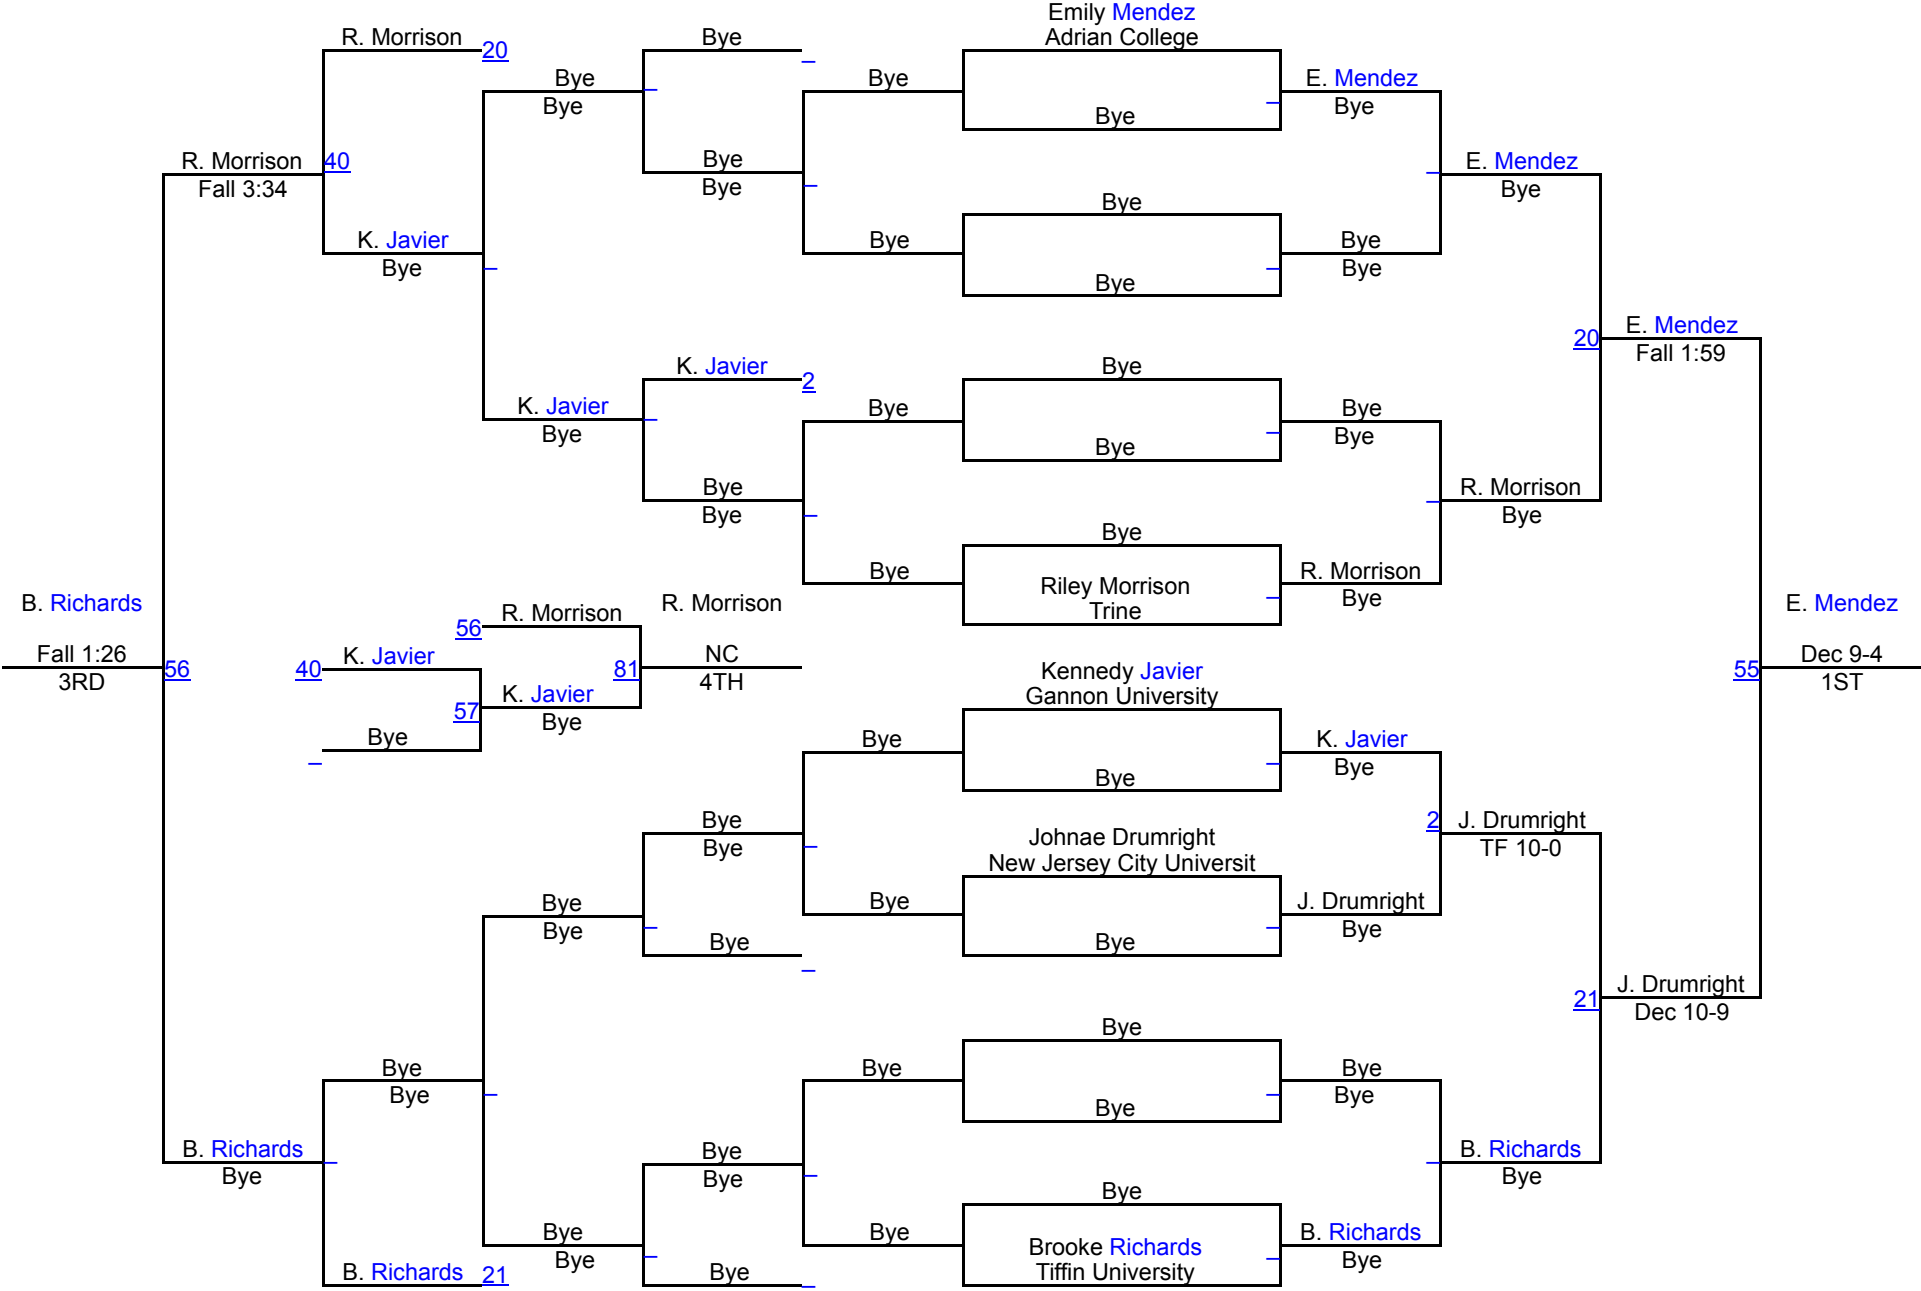 Emily Mendez
Adrian College
R. Morrison
20
Bye
Bye
Bye
Bye
E. Mendez
Bye
Bye
Bye
R. Morrison
40
Fall 3:34
Bye
Bye
E. Mendez
Bye
Bye
K. Javier
Bye
Bye
Bye
Bye
Bye
E. Mendez
20
Fall 1:59
K. Javier
2
Bye
K. Javier
Bye
Bye
Bye
Bye
Bye
Bye
Bye
R. Morrison
Bye
Bye
Bye
Riley Morrison
Trine
R. Morrison
Bye
B. Richards
Fall 1:26
3RD
56
R. Morrison
56
R. Morrison
40
K. Javier
57
K. Javier
Bye
Bye
81
NC
4TH
E. Mendez
55
Dec 9-4
1ST
Kennedy Javier
Gannon University
Bye
Bye
K. Javier
Bye
Bye
Bye
Johnae Drumright
New Jersey City Universit
2
J. Drumright
TF 10-0
Bye
Bye
Bye
Bye
Bye
J. Drumright
Bye
J. Drumright
21
Dec 10-9
Bye
Bye
Bye
Bye
Bye
Bye
Bye
B. Richards
Bye
Bye
Bye
B. Richards
Bye
Bye
Bye
Bye
Bye
Brooke Richards
Tiffin University
B. Richards
Bye
B. Richards
21
Bye